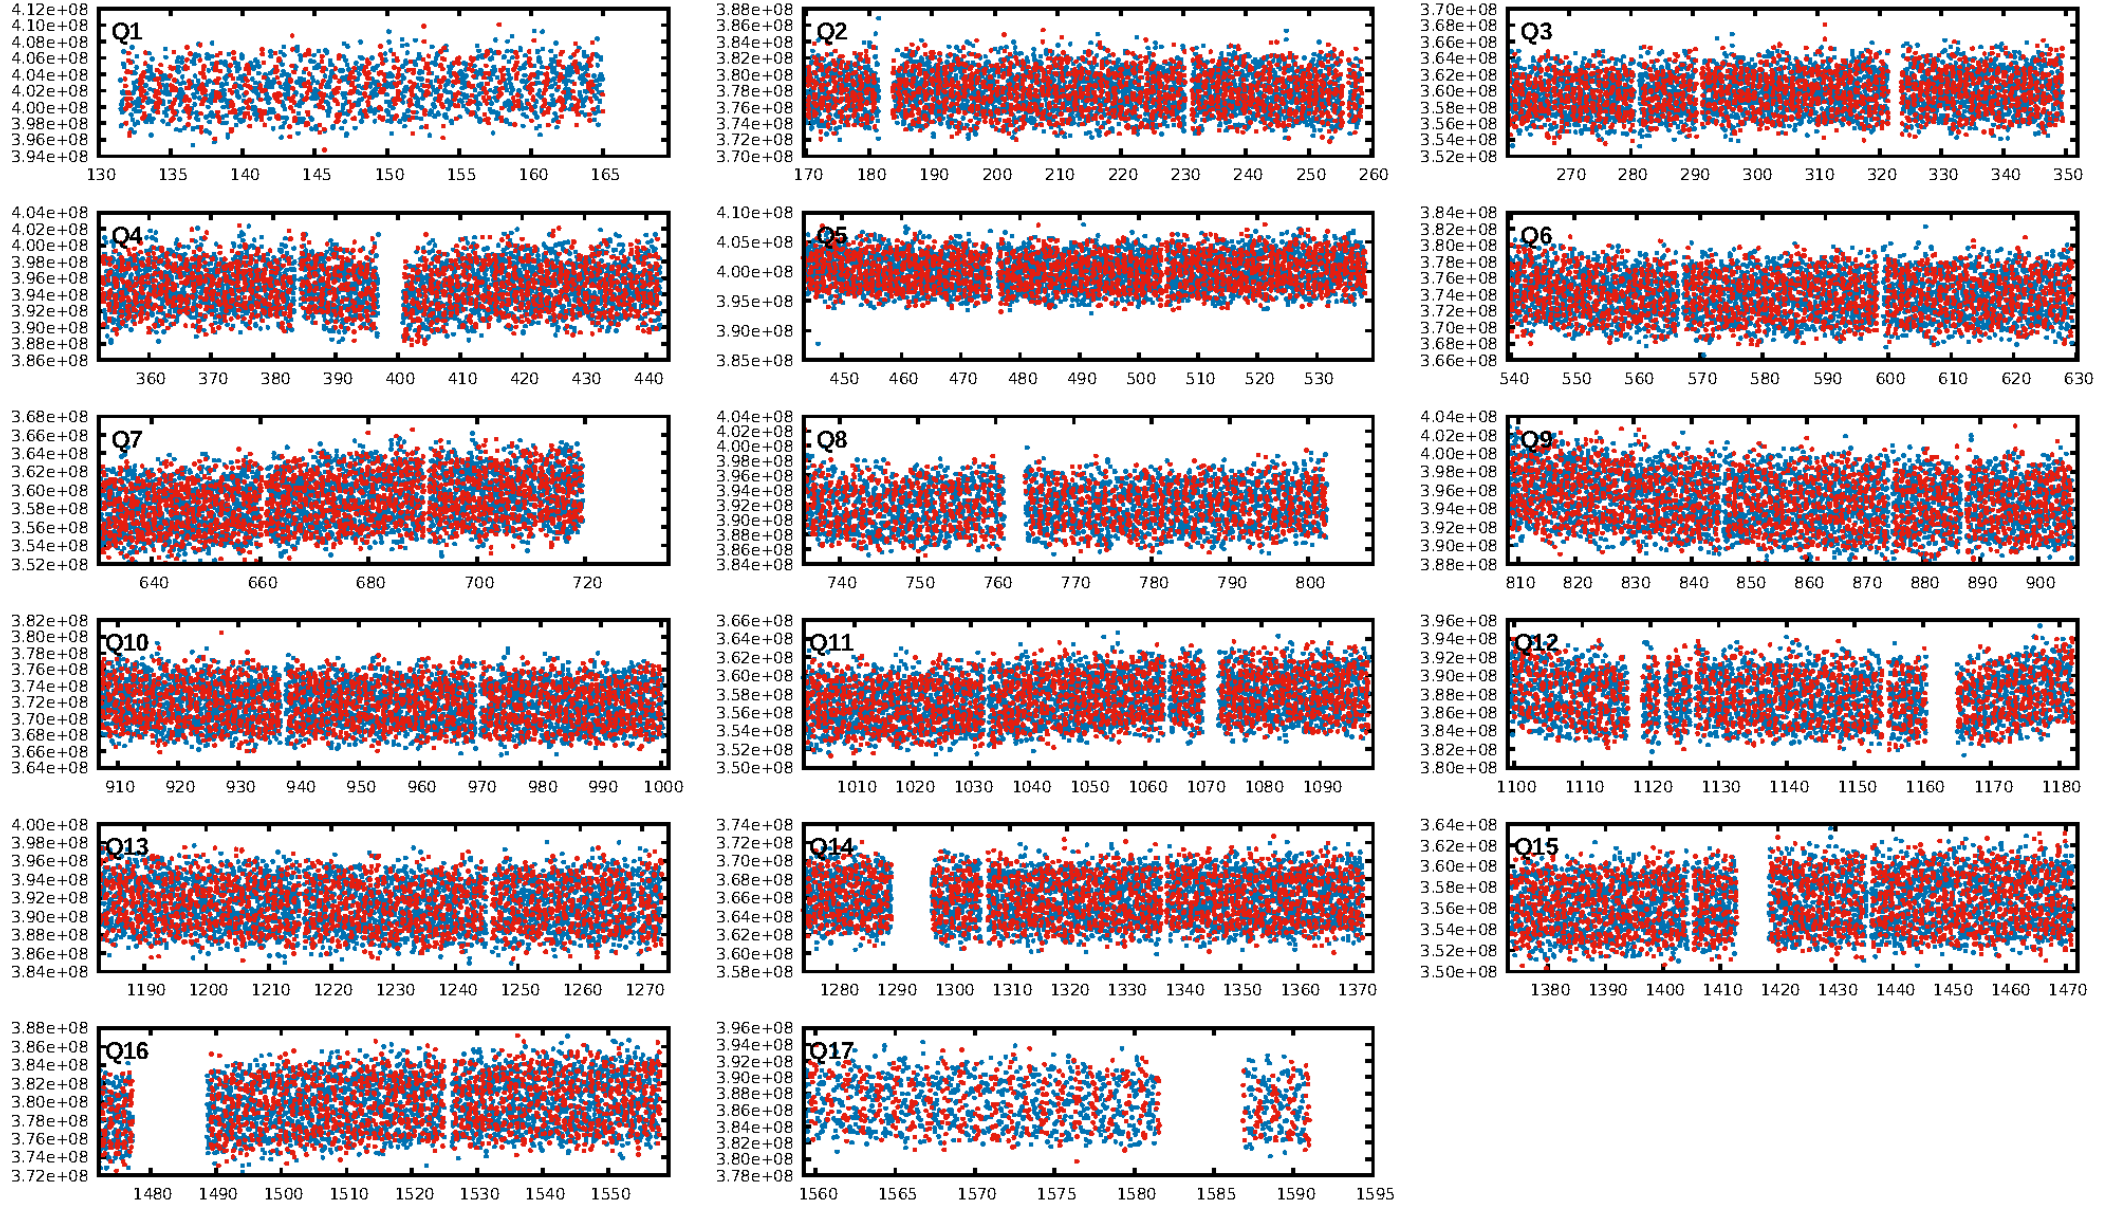 4.12e+08
4.10e+08
4.08e+08
4.06e+08
4.04e+08
4.02e+08
4.00e+08
3.98e+08
3.96e+08
3.94e+08
Q1
130 135 140 145 150 155 160 165
3.88e+08
3.86e+08
3.84e+08
3.82e+08
3.80e+08
3.78e+08
3.76e+08
3.74e+08
3.72e+08
3.70e+08
Q2
170 180 190 200 210 220 230 240 250 260
3.70e+08
3.68e+08
3.66e+08
3.64e+08
3.62e+08
3.60e+08
3.58e+08
3.56e+08
3.54e+08
3.52e+08
Q3
270 280 290 300 310 320 330 340 350
4.04e+08
4.02e+08
4.00e+08
3.98e+08
3.96e+08
3.94e+08
3.92e+08
3.90e+08
3.88e+08
3.86e+08
Q4
360 370 380 390 400 410 420 430 440
4.10e+08
4.05e+08
4.00e+08
3.95e+08
3.90e+08
3.85e+08
Q5
450 460 470 480 490 500 510 520 530
3.84e+08
3.82e+08
3.80e+08
3.78e+08
3.76e+08
3.74e+08
3.72e+08
3.70e+08
3.68e+08
3.66e+08
Q6
540 550 560 570 580 590 600 610 620 630
3.68e+08
3.66e+08
3.64e+08
3.62e+08
3.60e+08
3.58e+08
3.56e+08
3.54e+08
3.52e+08
Q7
640 660 680 700 720
4.04e+08
4.02e+08
4.00e+08
3.98e+08
3.96e+08
3.94e+08
3.92e+08
3.90e+08
3.88e+08
3.86e+08
3.84e+08
Q8
740 750 760 770 780 790 800
4.04e+08
4.02e+08
4.00e+08
3.98e+08
3.96e+08
3.94e+08
3.92e+08
3.90e+08
3.88e+08
Q9
810 820 830 840 850 860 870 880 890 900
3.82e+08
3.80e+08
3.78e+08
3.76e+08
3.74e+08
3.72e+08
3.70e+08
3.68e+08
3.66e+08
3.64e+08
Q10
910 920 930 940 950 960 970 980 990 1000
3.66e+08
3.64e+08
3.62e+08
3.60e+08
3.58e+08
3.56e+08
3.54e+08
3.52e+08
3.50e+08
Q11
1010 1020 1030 1040 1050 1060 1070 1080 1090
3.96e+08
3.94e+08
3.92e+08
3.90e+08
3.88e+08
3.86e+08
3.84e+08
3.82e+08
3.80e+08
Q12
1100 1110 1120 1130 1140 1150 1160 1170 1180
4.00e+08
3.98e+08
3.96e+08
3.94e+08
3.92e+08
3.90e+08
3.88e+08
3.86e+08
3.84e+08
Q13
1190 1200 1210 1220 1230 1240 1250 1260 1270
3.74e+08
3.72e+08
3.70e+08
3.68e+08
3.66e+08
3.64e+08
3.62e+08
3.60e+08
3.58e+08
Q14
1280 1290 1300 1310 1320 1330 1340 1350 1360 1370
3.64e+08
3.62e+08
3.60e+08
3.58e+08
3.56e+08
3.54e+08
3.52e+08
3.50e+08
Q15
1380 1390 1400 1410 1420 1430 1440 1450 1460 1470
3.88e+08
3.86e+08
3.84e+08
3.82e+08
3.80e+08
3.78e+08
3.76e+08
3.74e+08
3.72e+08
Q16
1480 1490 1500 1510 1520 1530 1540 1550
3.96e+08
3.94e+08
3.92e+08
3.90e+08
3.88e+08
3.86e+08
3.84e+08
3.82e+08
3.80e+08
3.78e+08
Q17
1560 1565 1570 1575 1580 1585 1590 1595